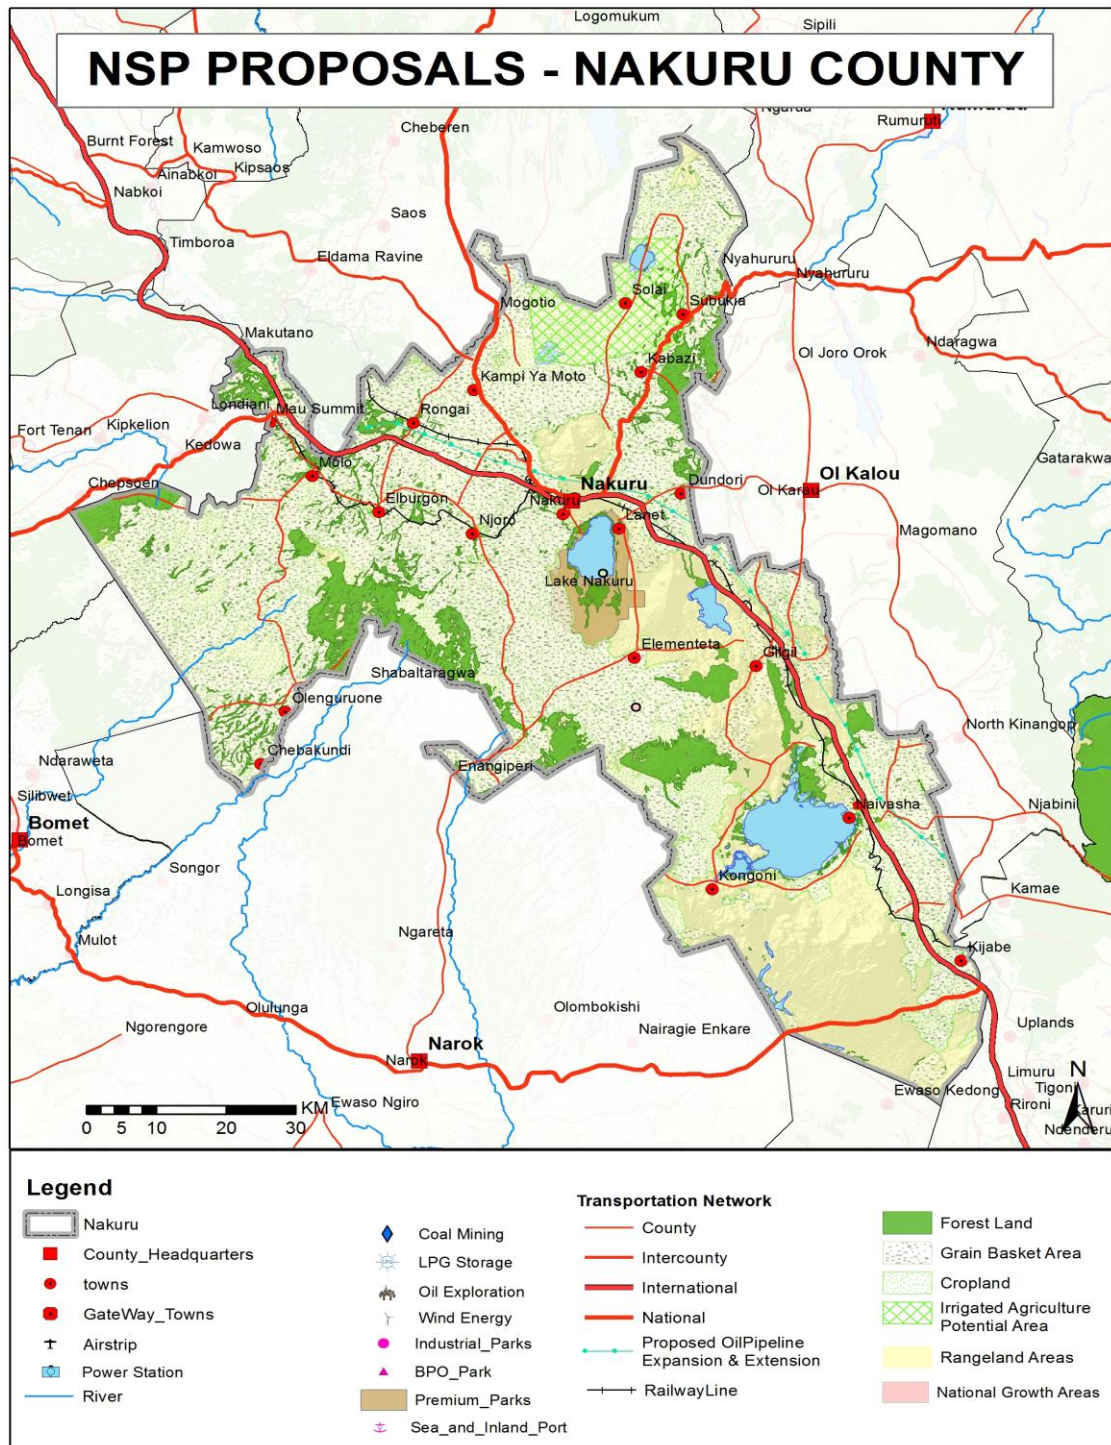 Logomukum
Sipili
NSP PROPOSALS - NAKURU COUNTY
Ngarua
Rumuruti
Rumuruti
Cheberen
Burnt Forest
Kamwoso
Ainabkoi
Kipsaos
Nabkoi
Saos
Timboroa
Eldama Ravine
Nyahururu
Nyahururu
Mogotio
Solai
Subukia
Makutano
Ol Joro Orok
Ndaragwa
Kabazi
Kampi Ya Moto
Londiani
Mau Summit
Rongai
Fort Tenan
Kipkelion
Kedowa
Gatarakwa
Molo
Chepsoen
Nakuru
Dundori
Ol Kalou
Ol Karau
Elburgon
Nakuru
Njoro
Lanet
Magomano
Lake Nakuru
Elementeta
Gilgil
Shabaltaragwa
Olenguruone
North Kinangop
Chebakundi
Enangiperi
Ndaraweta
Silibwet
Naivasha
Njabini
Bomet
Bomet
Songor
Longisa
Kongoni
Kamae
Mulot
Ngareta
Kijabe
Olulunga
Olombokishi
Ngorengore
Nairagie Enkare
Uplands
Narok
Narok
N
Limuru
Tigoni
Ewaso Kedong
Rironi
Ewaso Ngiro
Karuri
Ndenderu
KM
0 5 10 20 30
Legend
Nakuru
County_Headquarters
towns
GateWay_Towns
Airstrip
Power Station
River
Coal Mining
LPG Storage
Oil Exploration
Wind Energy
Industrial_Parks
BPO_Park
Premium_Parks
Sea_and_Inland_Port
Transportation Network
County
Intercounty
International
National
Proposed OilPipeline
Expansion & Extension
RailwayLine
Forest Land
Grain Basket Area
Cropland
Irrigated Agriculture
Potential Area
Rangeland Areas
National Growth Areas